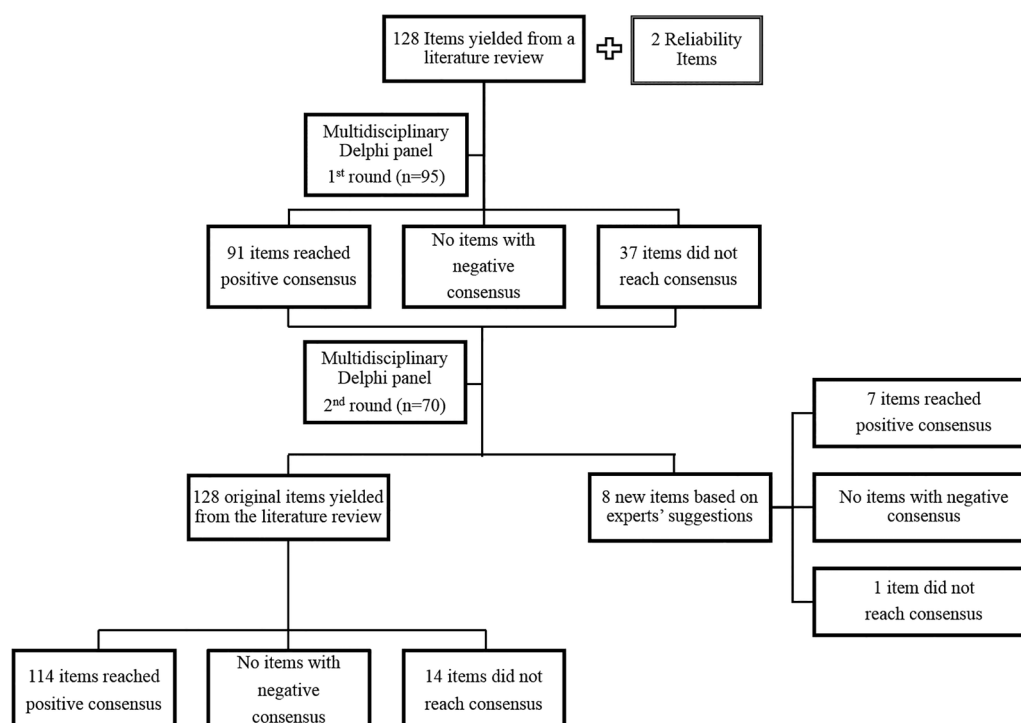 128 Items yielded from a
literature review
2 Reliability
Items
Multidisciplinary
Delphi panel
1st round (n=95)
91 items reached
positive consensus
No items with
negative
consensus
37 items did not
reach consensus
Multidisciplinary
Delphi panel
2nd round (n=70)
7 items reached
positive consensus
128 original items yielded
from the literature review
8 new items based on
experts’ suggestions
No items with negative
consensus
1 item did not
reach consensus
114 items reached
positive consensus
No items with
negative
consensus
14 items did not
reach consensus